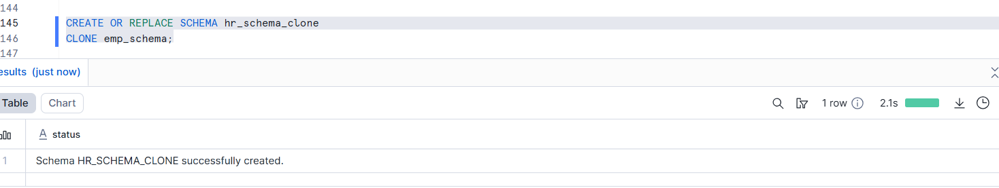 144
145 CREATE OR REPLACE SCHEMA hr_schema_clone
146 CLONE emp_schema;
147
esults (just now)
Table Chart 1 row 2.1s
A status
1 Schema HR_SCHEMA_CLONE successfully created.